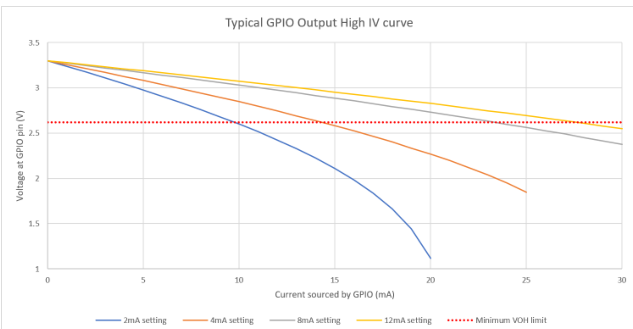 Typical GPIO Output High IV curve
3.5
3
2.5
2
1.5
1
Voltage at GPIO pin (V)
0 5 10 15 20 25 30
Current sourced by GPIO (mA)
2mA setting 4mA setting 8mA setting 12mA setting Minimum VOH limit